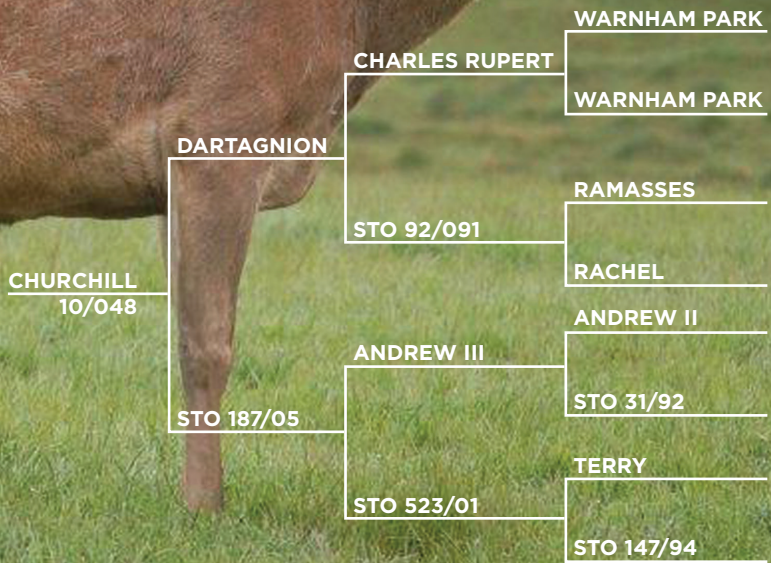 WARNHAM PARK
CHARLES RUPERT
WARNHAM PARK
DARTAGNION
RAMASSES
STO 92/091
RACHEL
CHURCHILL
10/048
ANDREW II
ANDREW III
STO 31/92
STO 187/05
TERRY
STO 523/01
STO 147/94